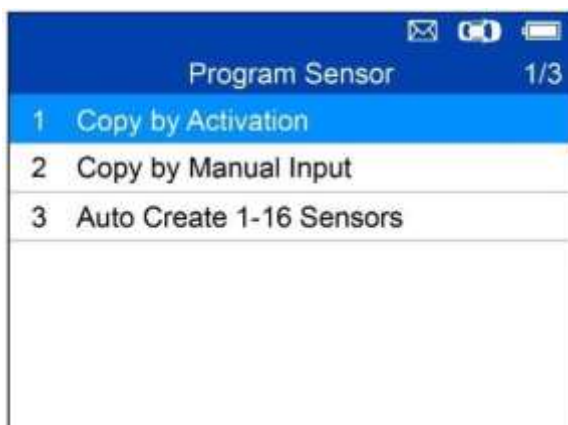 Program Sensor 1/3
1 Copy by Activation
2 Copy by Manual Input
3 Auto Create 1-16 Sensors